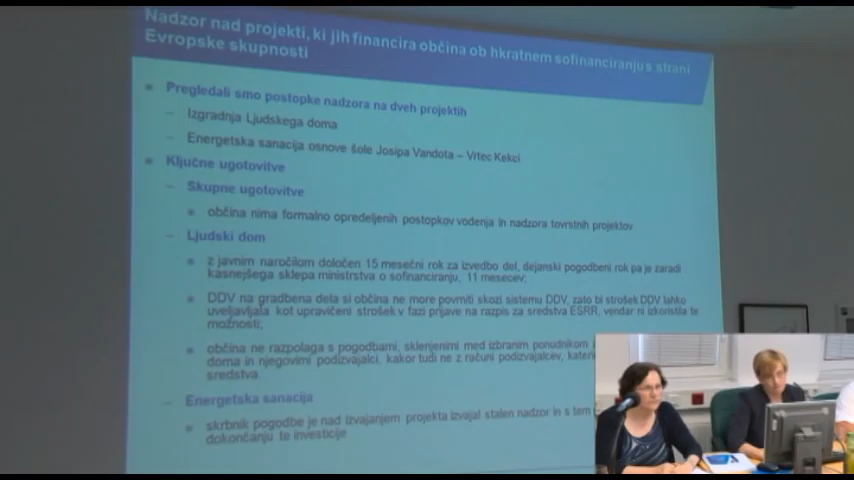 Nadzor nad projekti, ki jih financira občina ob hkratnem sofinanciranju s strani
Evropske skupnosti
Pregledali smo postopke nadzora na dveh projektih
– Izgradnja Ljudskega doma
– Energetska sanacija osnove šole Josipa Vandota – Vrtec Kekci
Ključne ugotovitve
– Skupne ugotovitve
občina nima formalno opredeljenih postopkov vodenja in nadzora tovrstnih projektov
– Ljudski dom
z javnim naročilom določen 15 mesečni rok za izvedbo del, dejanski pogodbeni rok pa je zaradi
kasnejšega sklepa ministrstva o sofinanciranju, 11 mesecev;
DDV na gradbena dela si občina ne more povrniti skozi sistemu DDV, zato bi strošek DDV lahko
uveljavljala kot upravičeni strošek v fazi prijave na razpis za sredstva ESRR, vendar ni izkoristila te
možnosti;
občina ne razpolaga s pogodbami, sklenjenimi med izbranim ponudnikom
doma in njegovimi podizvajalci, kakor tudi ne z računi podizvajalcev,
sredstva.
– Energetska sanacija
skrbnik pogodbe je nad izvajanjem projekta izvajal stalen nadzor in s tem
dokončanju te investicije